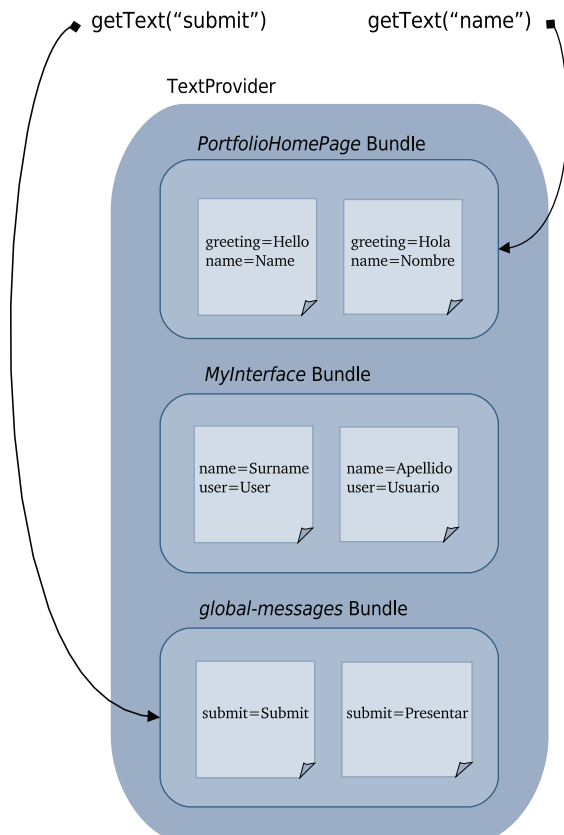 getText(“submit”)
getText(“name”)
TextProvider
PortfolioHomePage Bundle
greeting=Hello
name=Name
greeting=Hola
name=Nombre
MyInterface Bundle
name=Surname
user=User
name=Apellido
user=Usuario
global-messages Bundle
submit=Submit
submit=Presentar